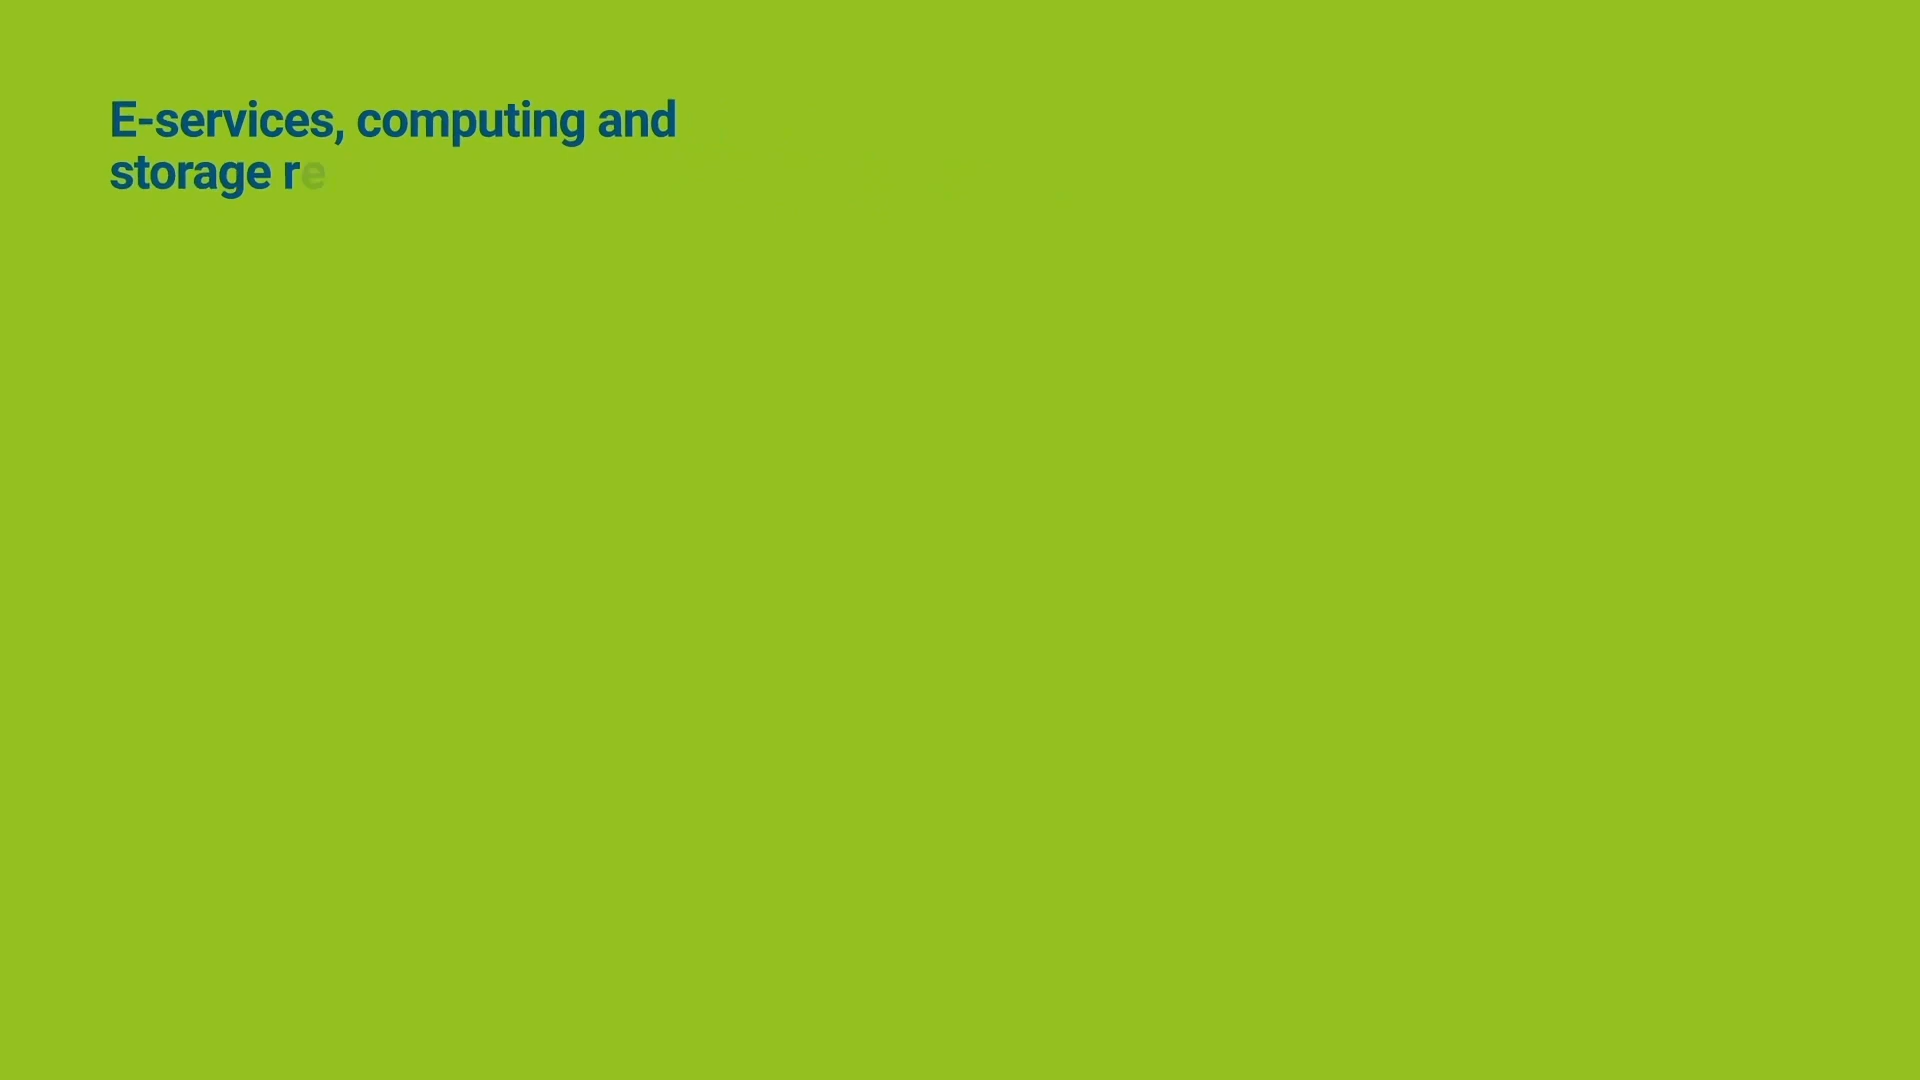 E-services, computing and
storage re